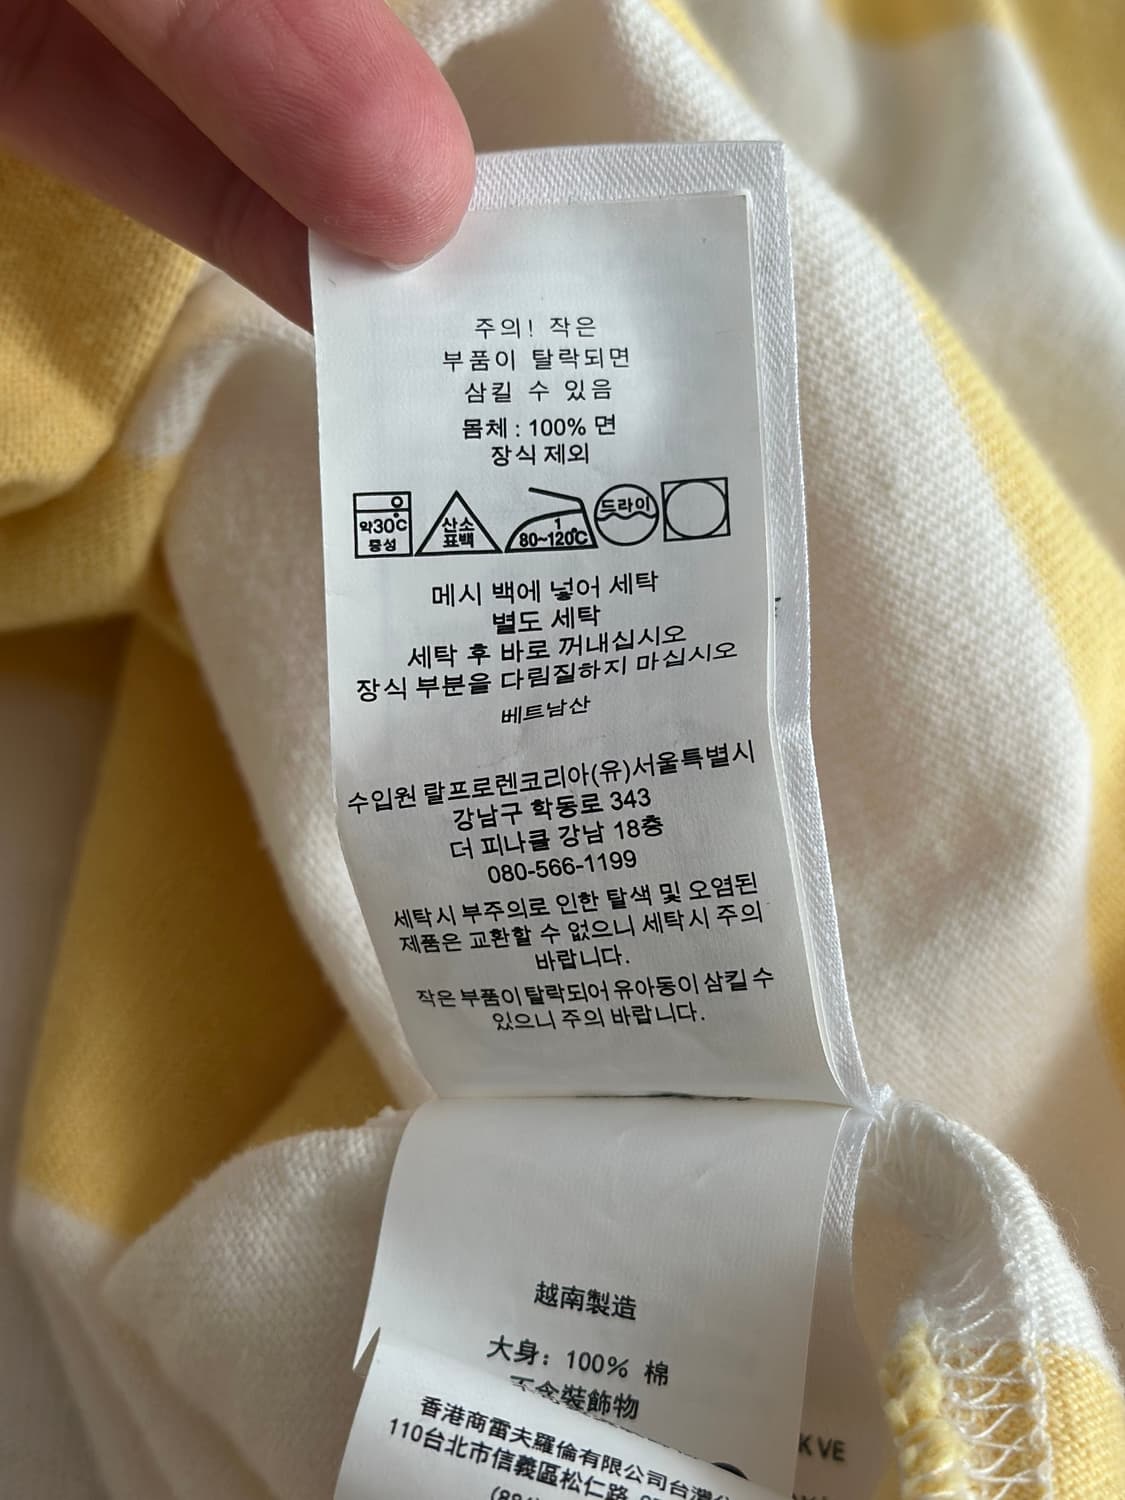 주의! 작은
부품이 탈락되면
삼킬 수 있음
몸체 : 100% 면
장식 제외
약30℃
중성
산소
표백
1
80~120℃
드라이
메시 백에 넣어 세탁
별도 세탁
세탁 후 바로 꺼내십시오
장식 부분을 다림질하지 마십시오
베트남산
수입원 랄프로렌코리아(유)서울특별시
강남구 학동로 343
더 피나클 강남 18층
080-566-1199
세탁시 부주의로 인한 탈색 및 오염된
제품은 교환할 수 없으니 세탁시 주의
바랍니다.
작은 부품이 탈락되어 유아동이 삼킬 수
있으니 주의 바랍니다.
越南製造
大身: 100% 棉
不含裝飾物
香港商雷夫羅倫有限公司台灣
110台北市信義區松仁路
K VE